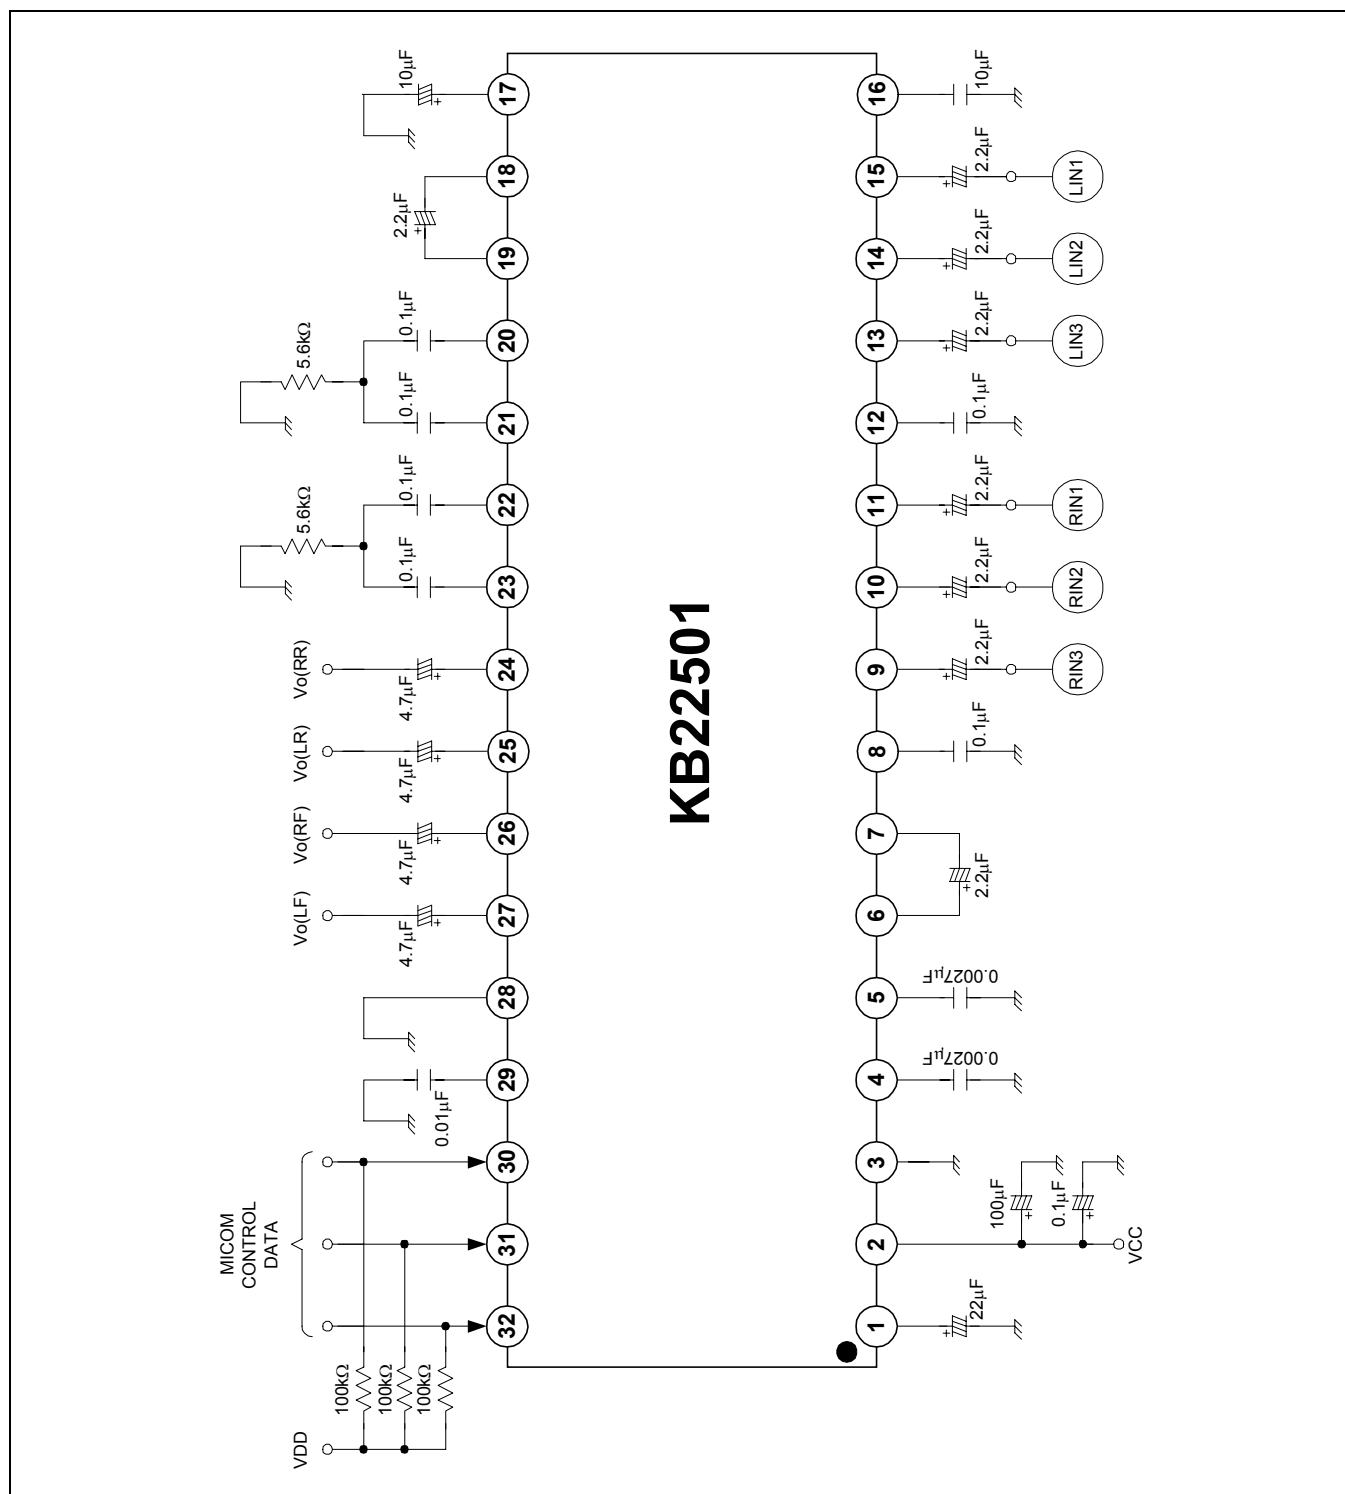 10µF
17
16
10µF
18
15
2.2µF
LIN1
2.2µF
19
14
2.2µF
LIN2
5.6kΩ
0.1µF
20
13
2.2µF
LIN3
0.1µF
21
12
0.1µF
5.6kΩ
0.1µF
22
11
2.2µF
RIN1
0.1µF
23
10
2.2µF
RIN2
KB22501
Vo(RR)
4.7µF
24
9
2.2µF
RIN3
Vo(LR)
4.7µF
25
8
0.1µF
Vo(RF)
4.7µF
26
7
2.2µF
Vo(LF)
4.7µF
27
6
28
5
0.0027µF
0.01µF
29
4
0.0027µF
30
3
MICOM
CONTROL
DATA
31
2
100µF
0.1µF
VCC
32
1
22µF
100kΩ
100kΩ
100kΩ
VDD